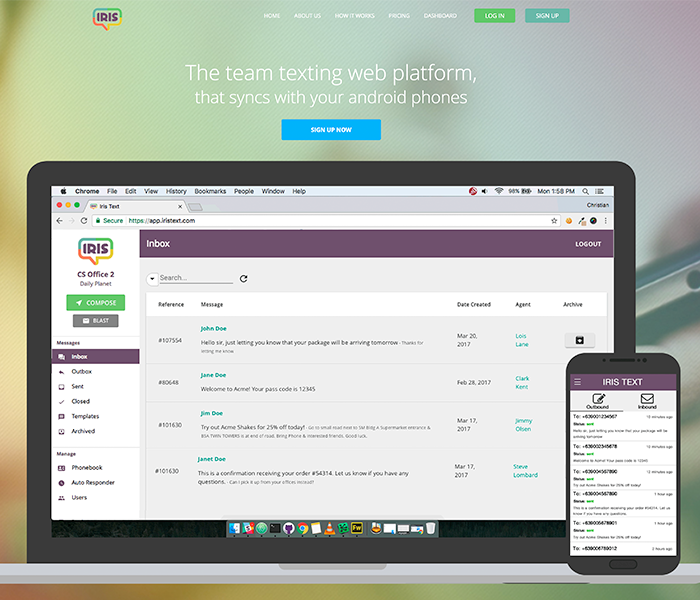 IRIS
HOME ABOUT US HOW IT WORKS PRICING DASHBOARD LOG IN SIGN UP
The team texting web platform,
that syncs with your android phones
SIGN UP NOW
Chrome File Edit View History Bookmarks People Window Help 98% Mon 1:58 PM
Iris Text Christian
Secure https://app.iristext.com
IRIS
CS Office 2
Daily Planet
COMPOSE
BLAST
Messages
Inbox
Outbox
Sent
Closed
Templates
Archived
Manage
Phonebook
Auto Responder
Users
Inbox LOGOUT
Search...
Reference Message Date Created Agent Archive
John Doe
#107554 Hello sir, just letting you know that your package will be arriving tomorrow - Thanks for
letting me know.
Mar 20,
2017
Lois
Lane
Jane Doe
#80648 Welcome to Acme! Your pass code is 12345
Feb 28, 2017
Clark
Kent
Jim Doe
#101630 Try out Acme Shakes for 25% off today! - Go to small road next to SM Bldg A Supermarket entrance &
BSA TWIN TOWERS is at end of road. Bring Phone & interested friends. Good luck.
Mar 17,
2017
Jimmy
Olsen
Janet Doe
#101630 This is a confirmation receiving your order #54314. Let us know if you have any
questions. - Can I pick it up from your offices instead?
Mar 17,
2017
Steve
Lombard
Fw
IRIS TEXT
Outbound Inbound
To: +639001234567 10 minutes ago
Status: sent
Hello sir, just letting you know that your package will be
arriving tomorrow
To: +639002345678 10 minutes ago
Status: sent
Welcome to Acme! Your pass code is 12345
To: +639004567890
Status: sent
Try out Acme Shakes for 25% off today!
To: +639004567890 1 hour ago
Status: sent
This is a confirmation receiving your order #54314. Let us
know if you have any questions.
To: +639005678901 1 hour ago
Status: sent
Try out Acme Shakes for 25% off today!
To: +639006789012 2 hours ago